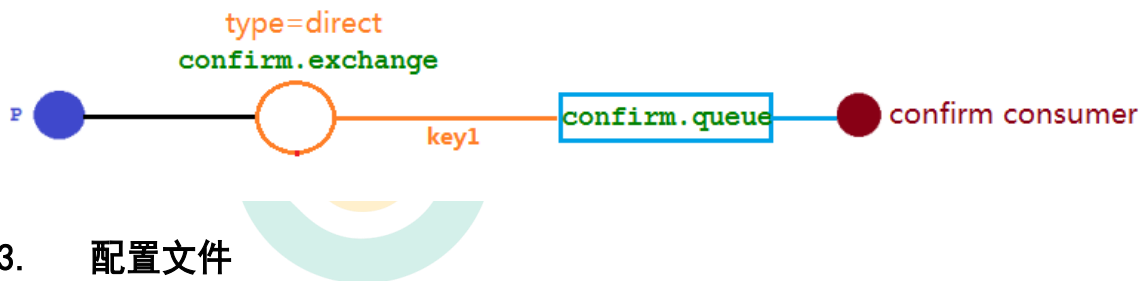 type=direct
confirm.exchange
P
key1
confirm.queue
confirm consumer
3. 配置文件